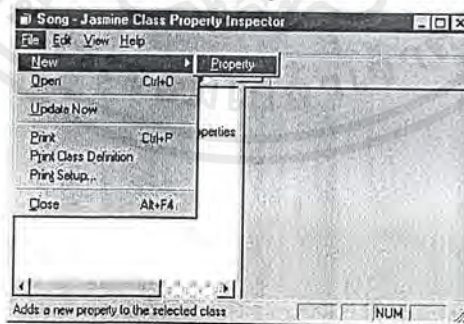 Song - Jasmine Class Property Inspector
File Edit View Help
New
Property
Open Ctrl+O
Update Now
Print Ctrl+P
Print Class Definition
Print Setup...
Close Alt+F4
operties
Adds a new property to the selected class
NUM